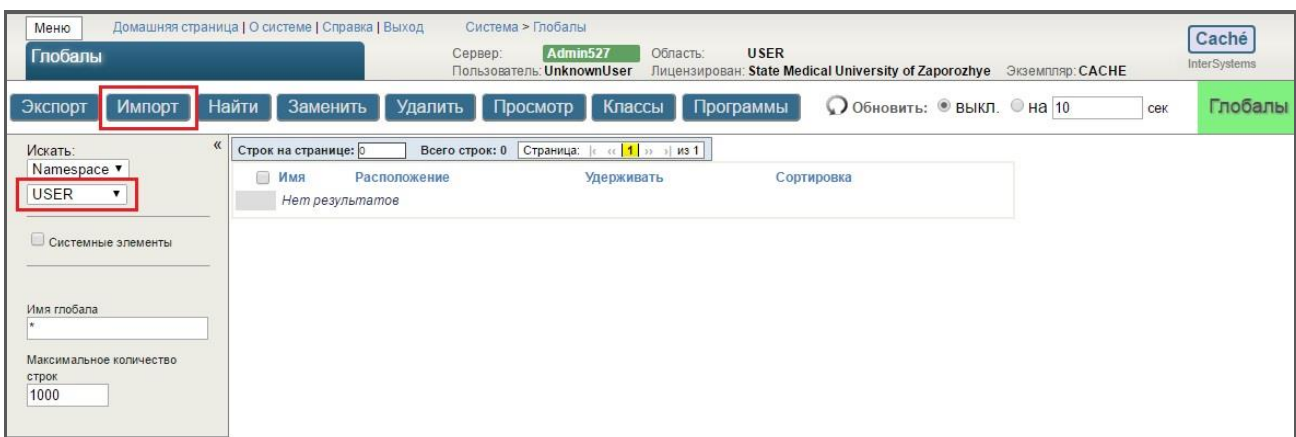 Меню Домашняя страница | О системе | Справка | Выход Система > Глобалы
Глобалы
Сервер: Admin527 Область: USER
Пользователь: UnknownUser Лицензирован: State Medical University of Zaporozhye Экземпляр: CACHE
Caché
InterSystems
Экспорт Импорт Найти Заменить Удалить Просмотр Классы Программы Обновить: выкл. на 10 сек Глобалы
Искать: «
Namespace ▼
USER ▼
Системные элементы
Имя глобала
*
Максимальное количество
строк
1000
Строк на странице: 0 Всего строк: 0 Страница: |‹ ‹‹ 1 ›› ›| из 1
Имя Расположение Удерживать Сортировка
Нет результатов